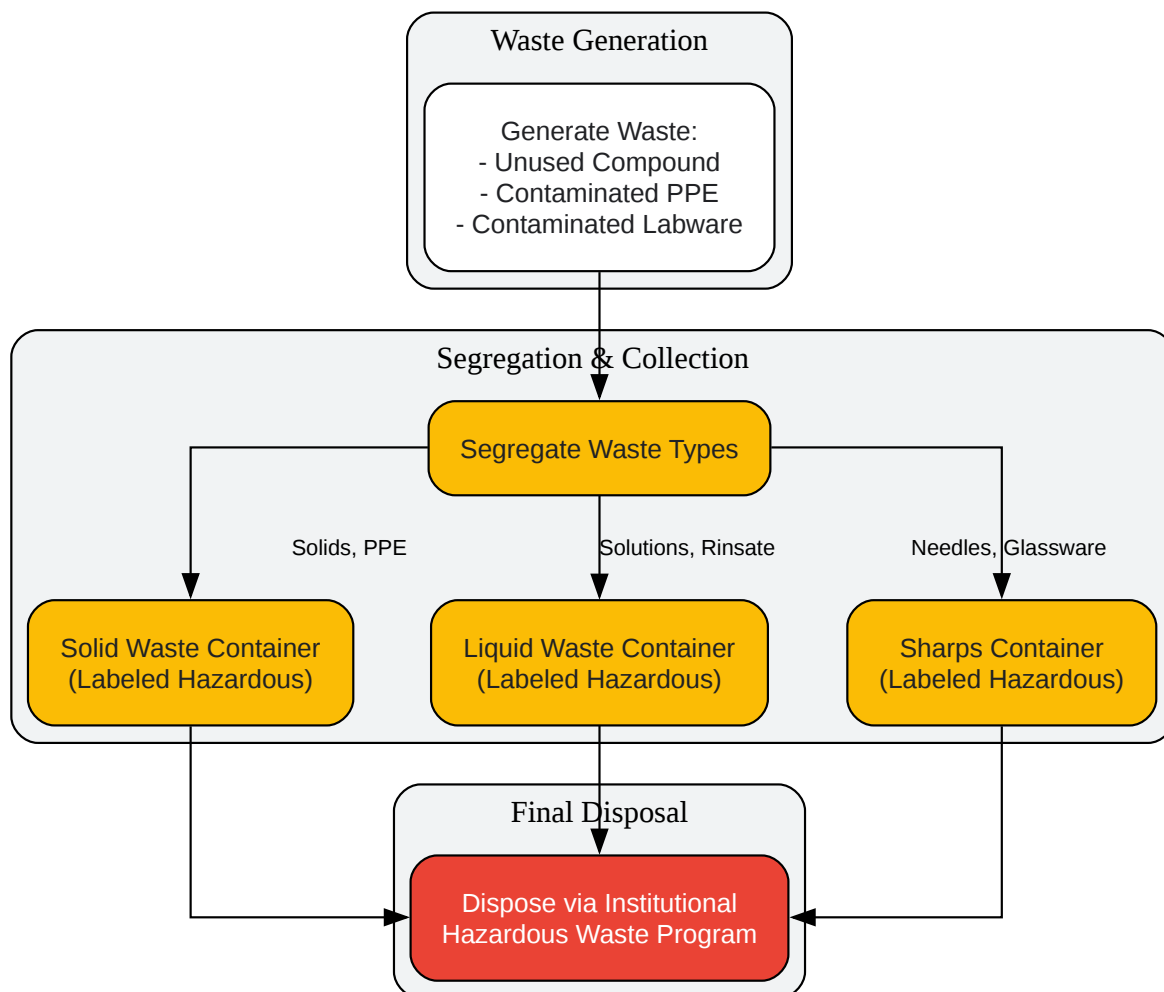 Waste Generation
Generate Waste:
- Unused Compound
- Contaminated PPE
- Contaminated Labware
Segregation & Collection
Segregate Waste Types
Solids, PPE
Solutions, Rinsate
Needles, Glassware
Solid Waste Container
(Labeled Hazardous)
Liquid Waste Container
(Labeled Hazardous)
Sharps Container
(Labeled Hazardous)
Final Disposal
Dispose via Institutional
Hazardous Waste Program